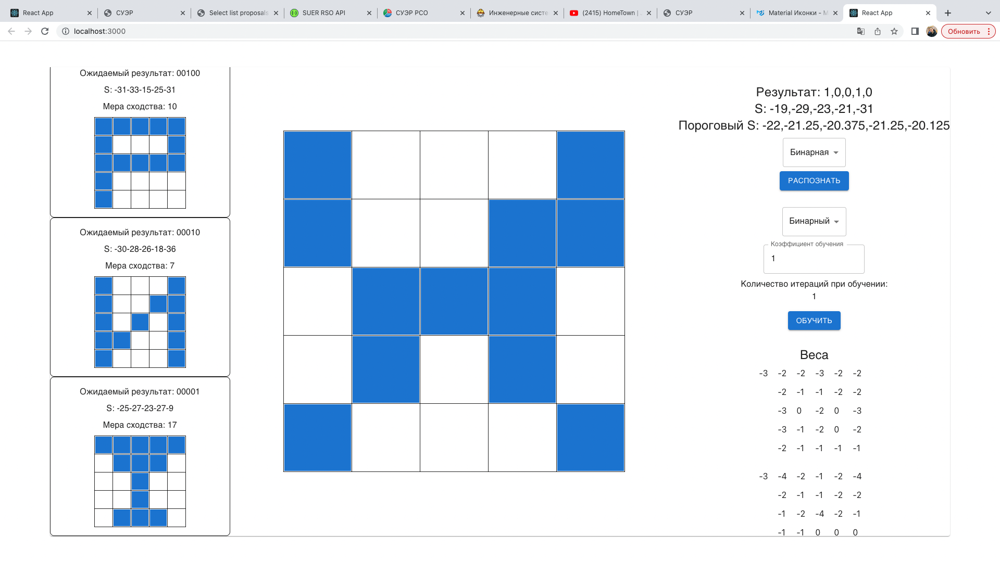 React App
СУЭР
Select list proposals
SUER RSO API
СУЭР РСО
Инженерные систе
(2415) HomeTown |
СУЭР
Material Иконки - M
React App
localhost:3000
Обновить
Ожидаемый результат: 00100
S: -31-33-15-25-31
Мера сходства: 10
Ожидаемый результат: 00010
S: -30-28-26-18-36
Мера сходства: 7
Ожидаемый результат: 00001
S: -25-27-23-27-9
Мера сходства: 17
Результат: 1,0,0,1,0
S: -19,-29,-23,-21,-31
Пороговый S: -22,-21.25,-20.375,-21.25,-20.125
Бинарная
РАСПОЗНАТЬ
Бинарный
Коэффициент обучения
1
Количество итераций при обучении:
1
ОБУЧИТЬ
Веса
-3 -2 -2 -3 -2 -2
-2 -1 -1 -2 -2
-3 0 -2 0 -3
-3 -1 -2 0 -2
-2 -1 -1 -1 -1
-3 -4 -2 -1 -2 -4
-2 -1 -1 -2 -2
-1 -2 -4 -2 -1
-1 -1 0 0 0